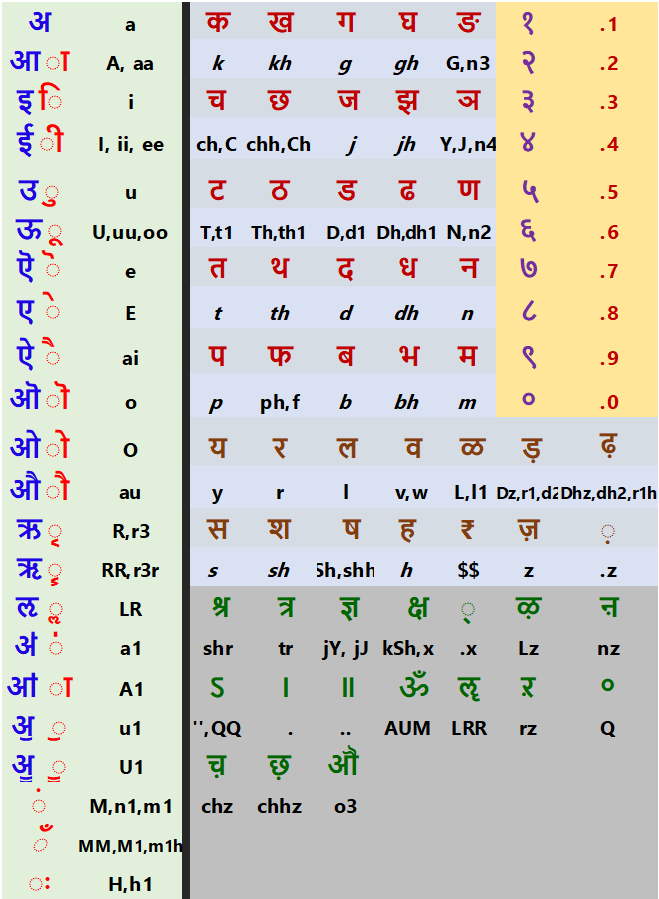 अ a क ख ग घ ङ १ .1
आ ा A, aa k kh g gh G,n3 २ .2
इ ि i च छ ज झ ञ ३ .3
ई ी I, ii, ee ch,C chh,Ch j jh Y,J,n4 ४ .4
उ ु u ट ठ ड ढ ण ५ .5
ऊ ू U,uu,oo T,t1 Th,th1 D,d1 Dh,dh1 N,n2 ६ .6
ऎ ॆ e त थ द ध न ७ .7
ए े E t th d dh n ८ .8
ऐ ै ai प फ ब भ म ९ .9
ऒ ॊ o p ph,f b bh m ० .0
ओ ो O य र ल व ळ ड़ ढ़
औ ौ au y r l v,w L,l1 Dz,r1,d2 Dhz,dh2,r1h
ऋ ृ R,r3 स श ष ह ₹ ज़ ़
ॠ ॄ RR,r3r s sh Sh,shh h $$ z .z
ऌ ॢ LR श्र त्र ज्ञ क्ष ् ऴ ऩ
अं ऺ a1 shr tr jY, jJ kSh,x .x Lz nz
ऻ A1 ऽ । ॥ ॐ ॡ ऱ ॰
ॶ ॖ u1 '',QQ . .. AUM LRR rz Q
ॷ ॗ U1 च़ छ़ ऒ
ं M,n1,m1 chz chhz o3
ँ MM,M1,m1h
ः H,h1